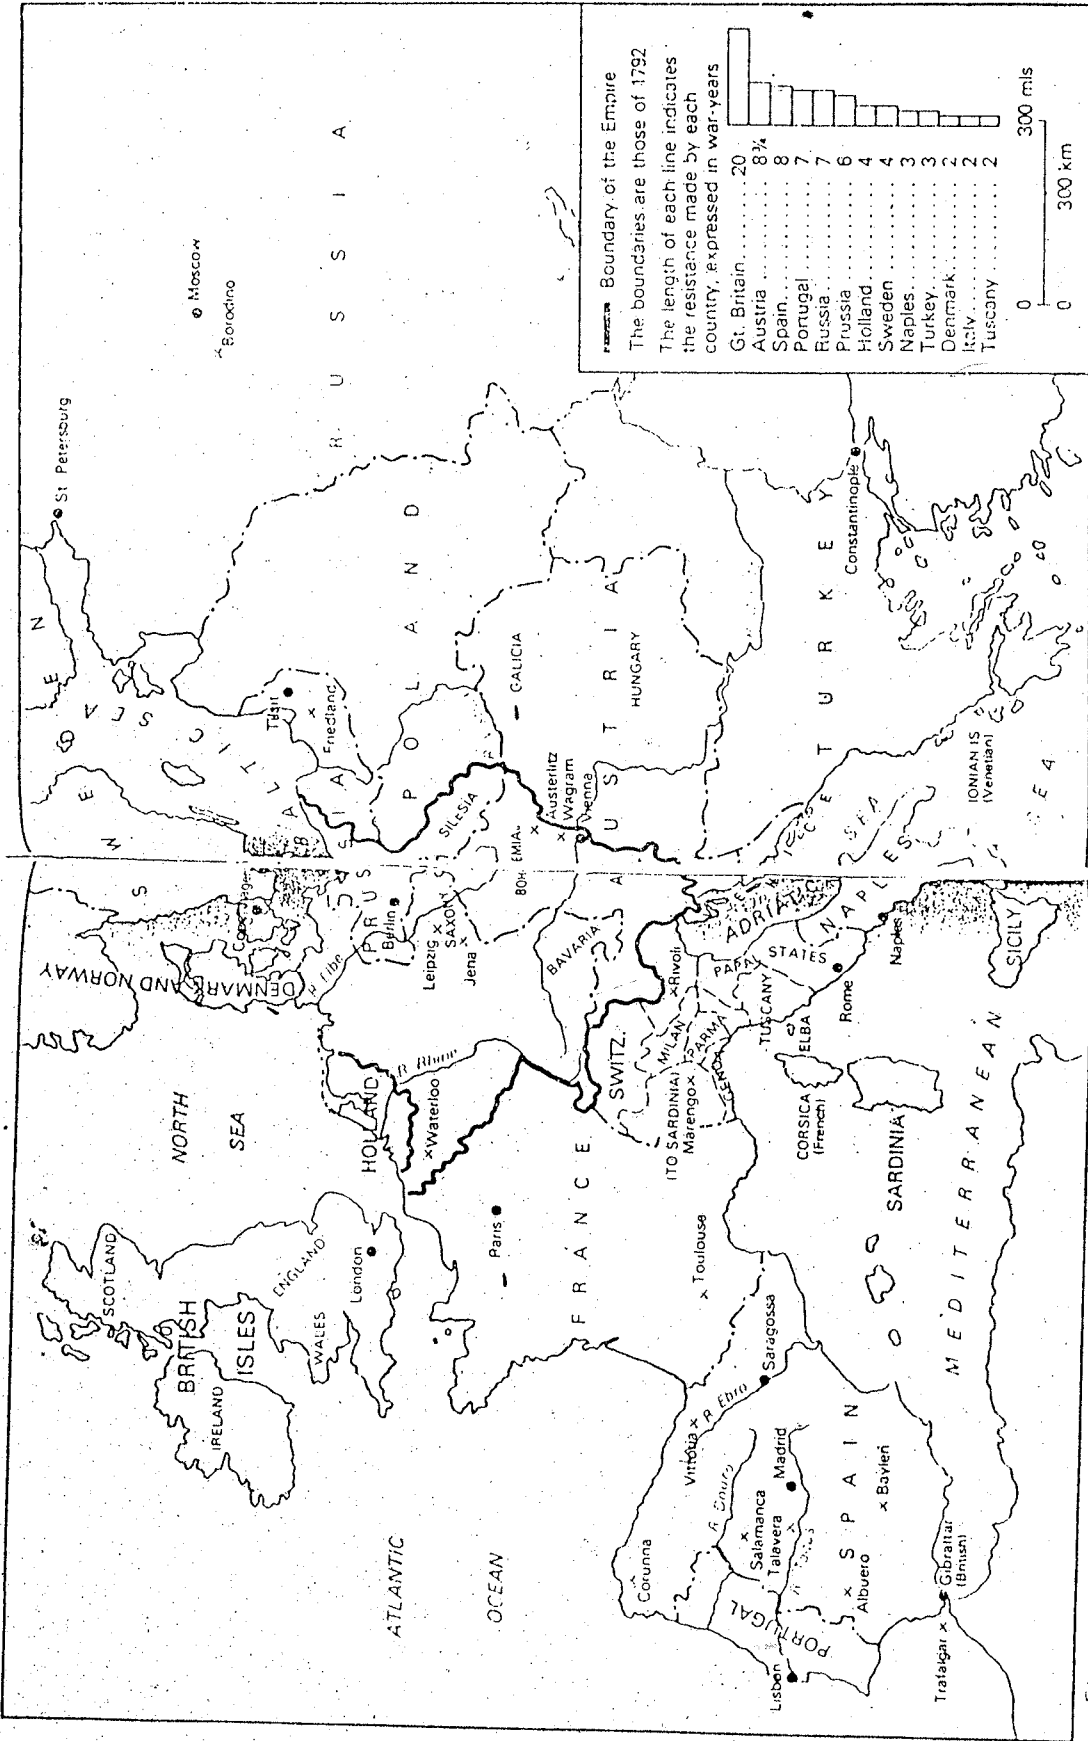 Boundary of the Empire
The boundaries are those of 1792
The length of each line indicates
the resistance made by each
country, expressed in war-years
Gt. Britain.........20
Austria.........8¾
Spain.........8
Portugal.........7
Russia.........7
Prussia.........6
Holland.........4
Sweden.........4
Naples.........3
Turkey.........3
Denmark.........2
Italy.........2
Tuscany.........2
0 300 mls
0 300 km
St Petersburg
Moscow
Borodino
RUSSIA
BALTIC SEA
Tilsit
Friedland
POLAND
PRUSSIA
SILESIA
GALICIA
Austerlitz
Wagram
Vienna
AUSTRIA
HUNGARY
TURKEY
Constantinople
IONIAN IS
(Venetian)
SEA
DENMARK AND NORWAY
R Elbe
Berlin
Leipzig
SAXONY
Jena
BAVARIA
ADRIATIC
SEA
NAPLES
PAPAL
STATES
Rivoli
MILAN
PARMA
TUSCANY
ELBA
Rome
Naples
SICILY
NORTH
SEA
HOLLAND
R Rhine
Waterloo
SWITZ.
(TO SARDINIA)
Marengo
GENOA
CORSICA
(French)
SARDINIA
MEDITERRANEAN
SCOTLAND
BRITISH
ISLES
IRELAND
ENGLAND
WALES
London
Paris
FRANCE
Toulouse
Saragossa
R Ebro
Vittoria
R Douro
Salamanca
Talavera
Madrid
SPAIN
Baylen
Albuero
Gibraltar
(British)
Trafalgar
PORTUGAL
Lisbon
Corunna
ATLANTIC
OCEAN